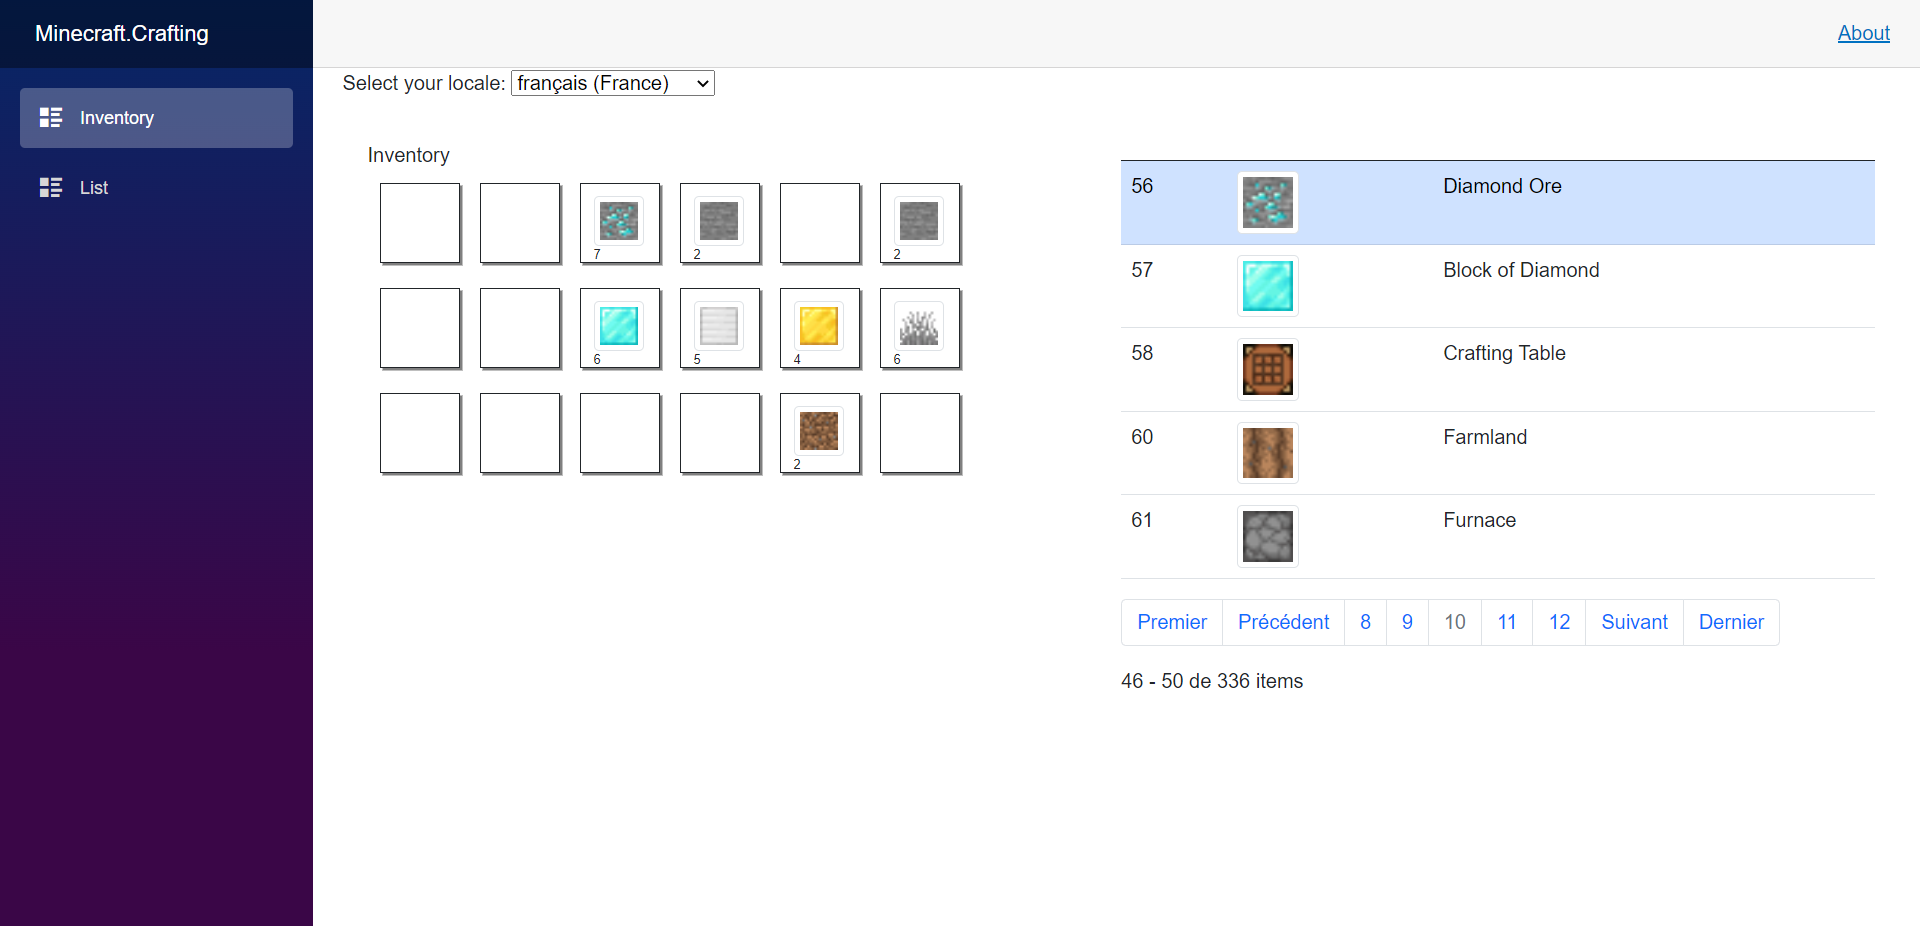 Minecraft.Crafting
About
Inventory
List
Select your locale: français (France)
Inventory
7 2 2
6 5 4 6
2
56 Diamond Ore
57 Block of Diamond
58 Crafting Table
60 Farmland
61 Furnace
Premier Précédent 8 9 10 11 12 Suivant Dernier
46 - 50 de 336 items